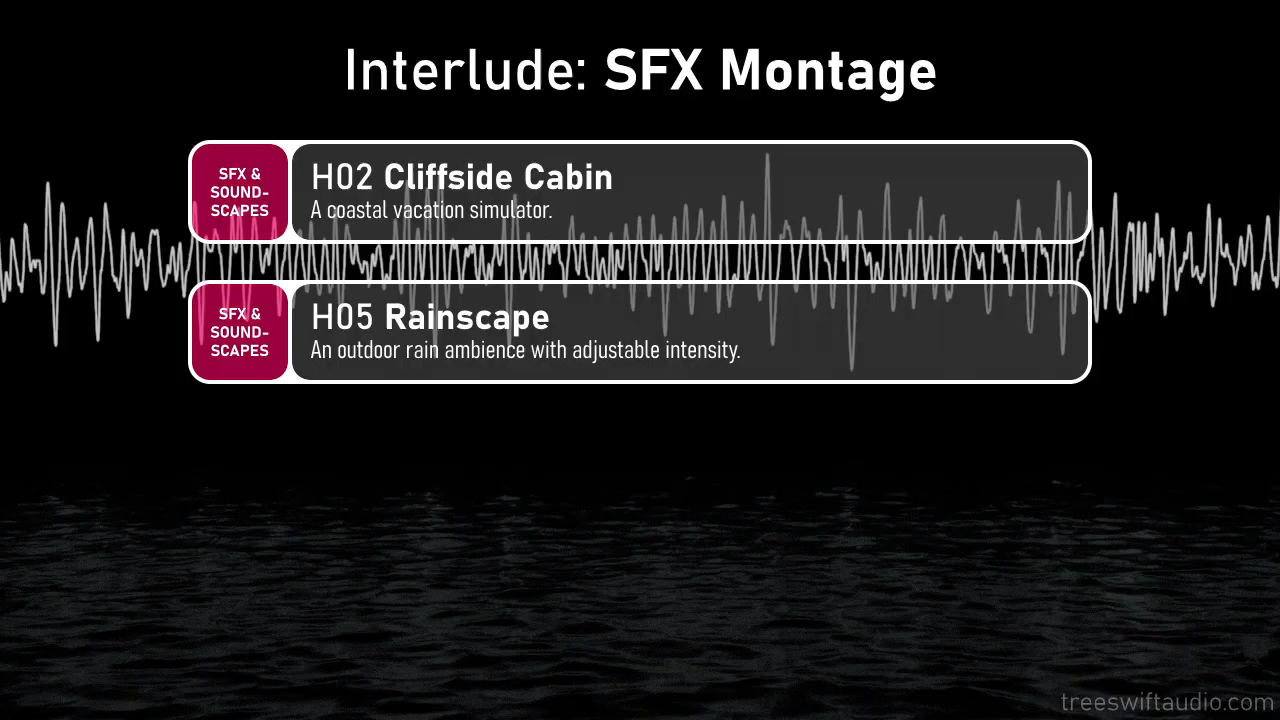 Interlude: SFX Montage
SFX &
SOUND-
SCAPES
H02 Cliffside Cabin
A coastal vacation simulator.
SFX &
SOUND-
SCAPES
H05 Rainscape
An outdoor rain ambience with adjustable intensity.
treeswiftaudio.com